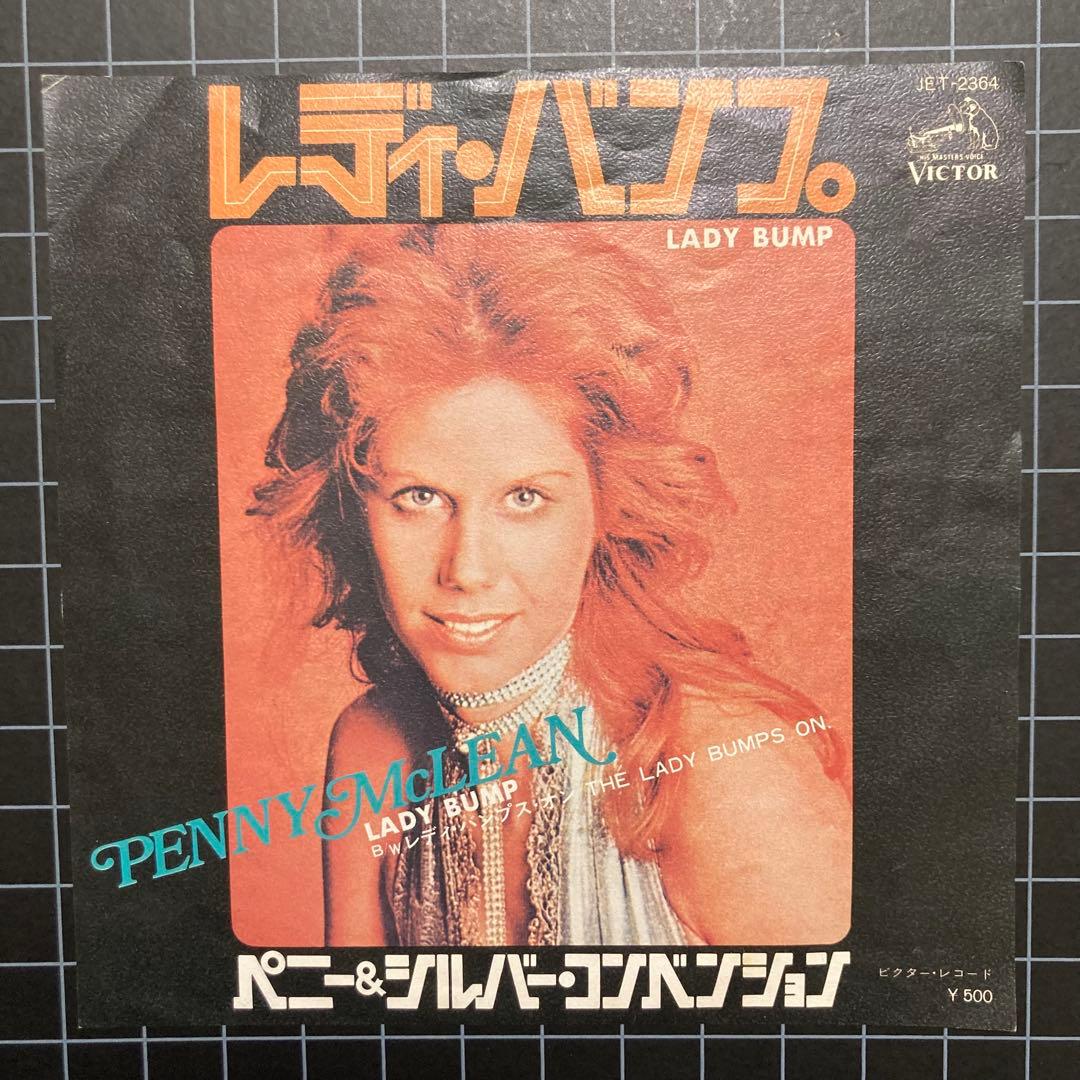 レディ・バンプ。
JET-2364
HIS MASTERS VOICE
VICTOR
LADY BUMP
PENNY McLEAN
LADY BUMP
B/W レディ・バンプス・オン THE LADY BUMPS ON.
ペニー&シルバー・コンベンション
ビクター・レコード
¥500